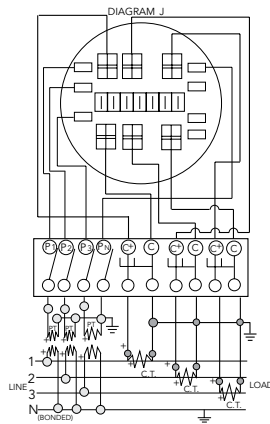 DIAGRAM J
P1 P2 P3 PN C+ C C+ C C+ C
PT PT PT
+ + + + + +
1
C.T.
2
LINE LOAD
C.T.
3
C.T.
N
(BONDED)